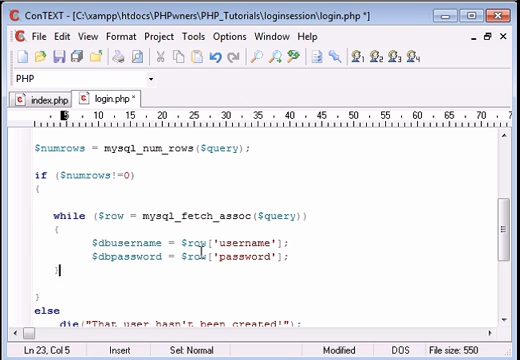 ConTEXT - [C:\xampp\htdocs\PHPwners\PHP_Tutorials\loginsession\login.php *]
File Edit View Format Project Tools Options Window Help
PHP
index.php login.php *
5 10 15 20 25 30 35 40 45 50 55 60 65 70 75
$numrows = mysql_num_rows($query);
if ($numrows!=0)
{
while ($row = mysql_fetch_assoc($query))
{
$dbusername = $row['username'];
$dbpassword = $row['password'];
}
}
else
die("That user hasn't been created!");
Ln 23, Col 5 Insert Sel: Normal Modified DOS File size: 550